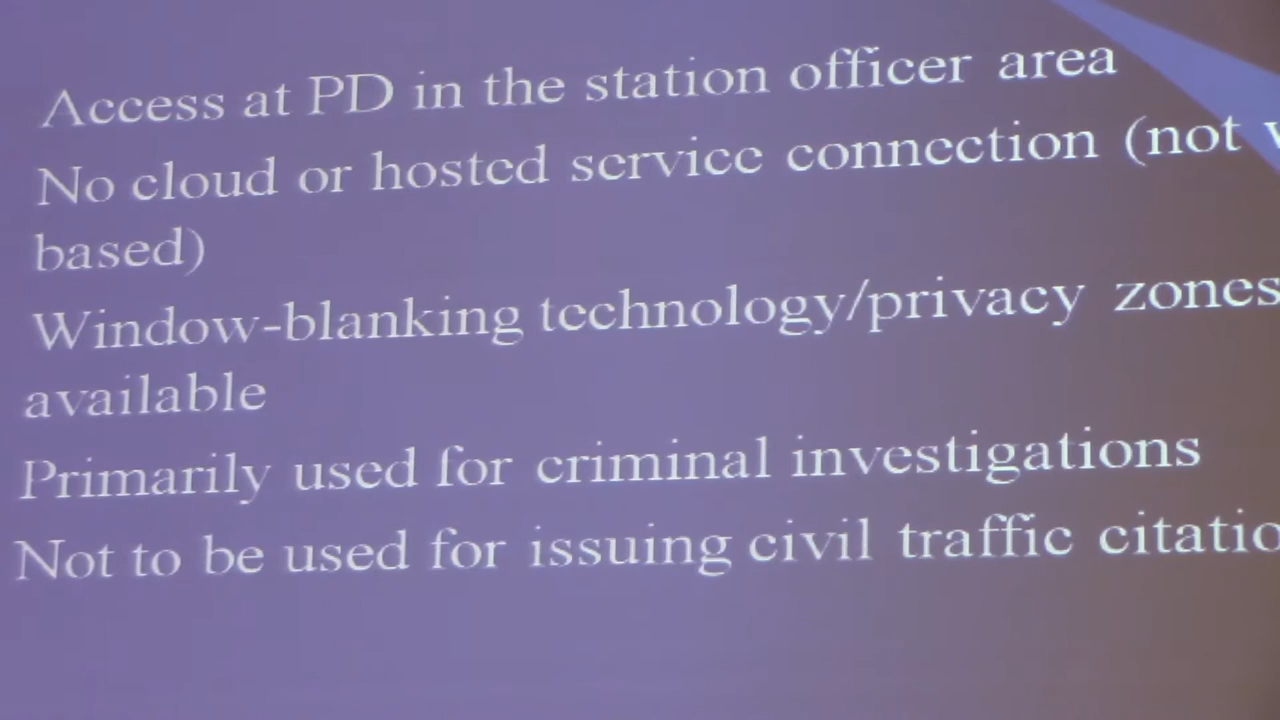 Access at PD in the station officer area
No cloud or hosted service connection (not
based)
Window-blanking technology/privacy zones
available
Primarily used for criminal investigations
Not to be used for issuing civil traffic